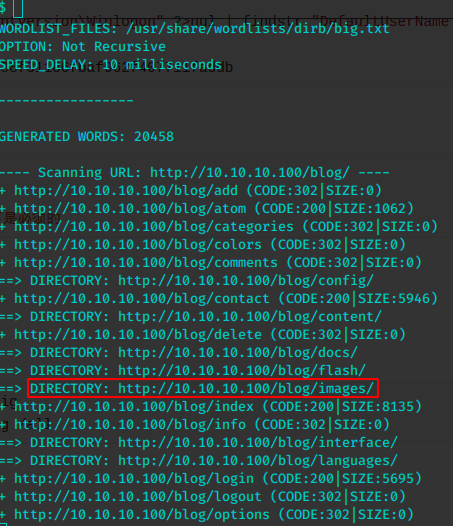 $
WORDLIST_FILES: /usr/share/wordlists/dirb/big.txt
OPTION: Not Recursive
SPEED_DELAY: 10 milliseconds
-----------------
GENERATED WORDS: 20458
---- Scanning URL: http://10.10.10.100/blog/ ----
+ http://10.10.10.100/blog/add (CODE:302|SIZE:0)
+ http://10.10.10.100/blog/atom (CODE:200|SIZE:1062)
+ http://10.10.10.100/blog/categories (CODE:302|SIZE:0)
+ http://10.10.10.100/blog/colors (CODE:302|SIZE:0)
+ http://10.10.10.100/blog/comments (CODE:302|SIZE:0)
==> DIRECTORY: http://10.10.10.100/blog/config/
+ http://10.10.10.100/blog/contact (CODE:200|SIZE:5946)
==> DIRECTORY: http://10.10.10.100/blog/content/
+ http://10.10.10.100/blog/delete (CODE:302|SIZE:0)
==> DIRECTORY: http://10.10.10.100/blog/docs/
==> DIRECTORY: http://10.10.10.100/blog/flash/
==> DIRECTORY: http://10.10.10.100/blog/images/
+ http://10.10.10.100/blog/index (CODE:200|SIZE:8135)
+ http://10.10.10.100/blog/info (CODE:302|SIZE:0)
==> DIRECTORY: http://10.10.10.100/blog/interface/
==> DIRECTORY: http://10.10.10.100/blog/languages/
+ http://10.10.10.100/blog/login (CODE:200|SIZE:5695)
+ http://10.10.10.100/blog/logout (CODE:302|SIZE:0)
+ http://10.10.10.100/blog/options (CODE:302|SIZE:0)